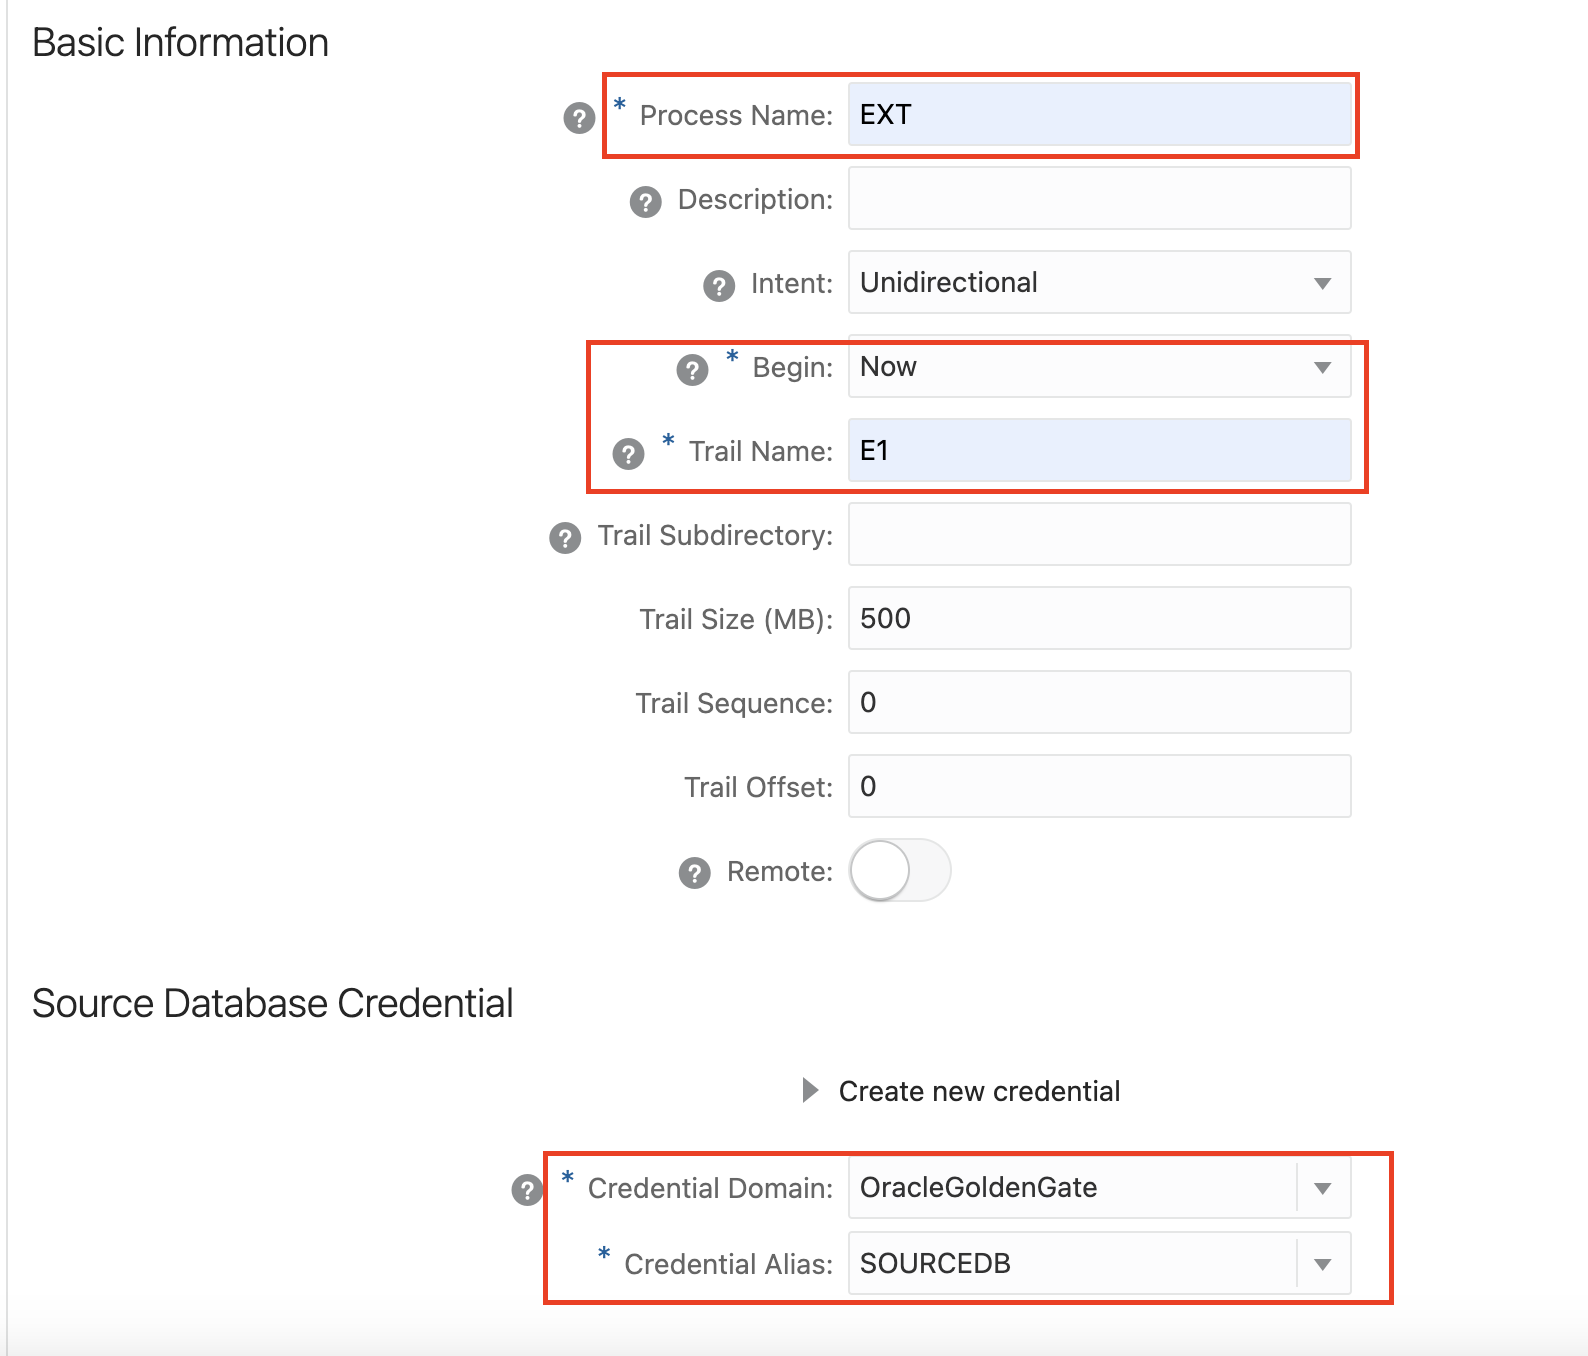 Basic Information
? * Process Name: EXT
? Description:
? Intent: Unidirectional
? * Begin: Now
? * Trail Name: E1
? Trail Subdirectory:
Trail Size (MB): 500
Trail Sequence: 0
Trail Offset: 0
? Remote:
Source Database Credential
Create new credential
? * Credential Domain: OracleGoldenGate
* Credential Alias: SOURCEDB